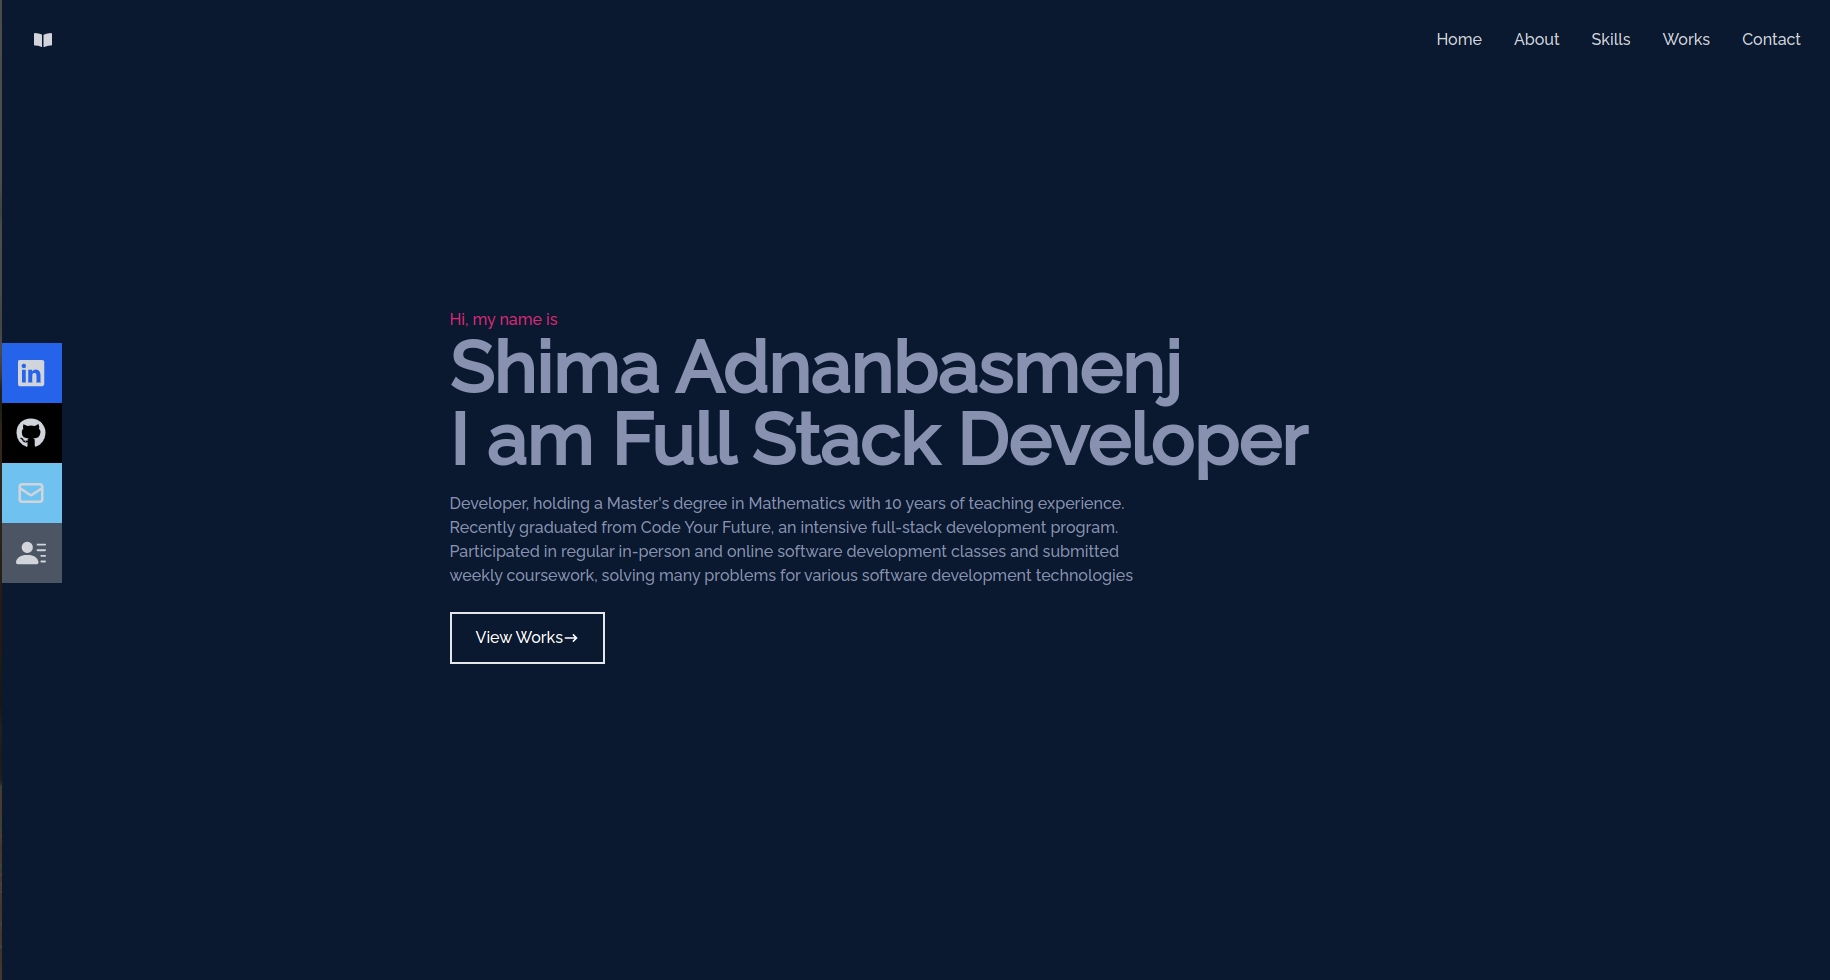 Home About Skills Works Contact
Hi, my name is
Shima Adnanbasmenj
I am Full Stack Developer
Developer, holding a Master's degree in Mathematics with 10 years of teaching experience.
Recently graduated from Code Your Future, an intensive full-stack development program.
Participated in regular in-person and online software development classes and submitted
weekly coursework, solving many problems for various software development technologies
View Works→